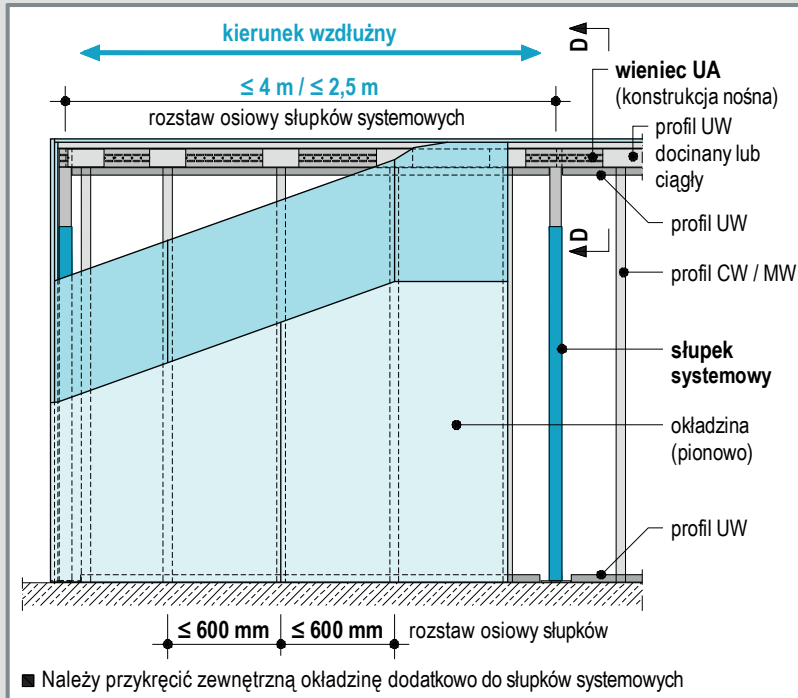 kierunek wzdłużny
≤ 4 m / ≤ 2,5 m
rozstaw osiowy słupków systemowych
D
wieniec UA
(konstrukcja nośna)
profil UW
docinany lub
ciągły
profil UW
D
profil CW / MW
słupek
systemowy
okładzina
(pionowo)
profil UW
≤ 600 mm ≤ 600 mm rozstaw osiowy słupków
■ Należy przykręcić zewnętrzną okładzinę dodatkowo do słupków systemowych